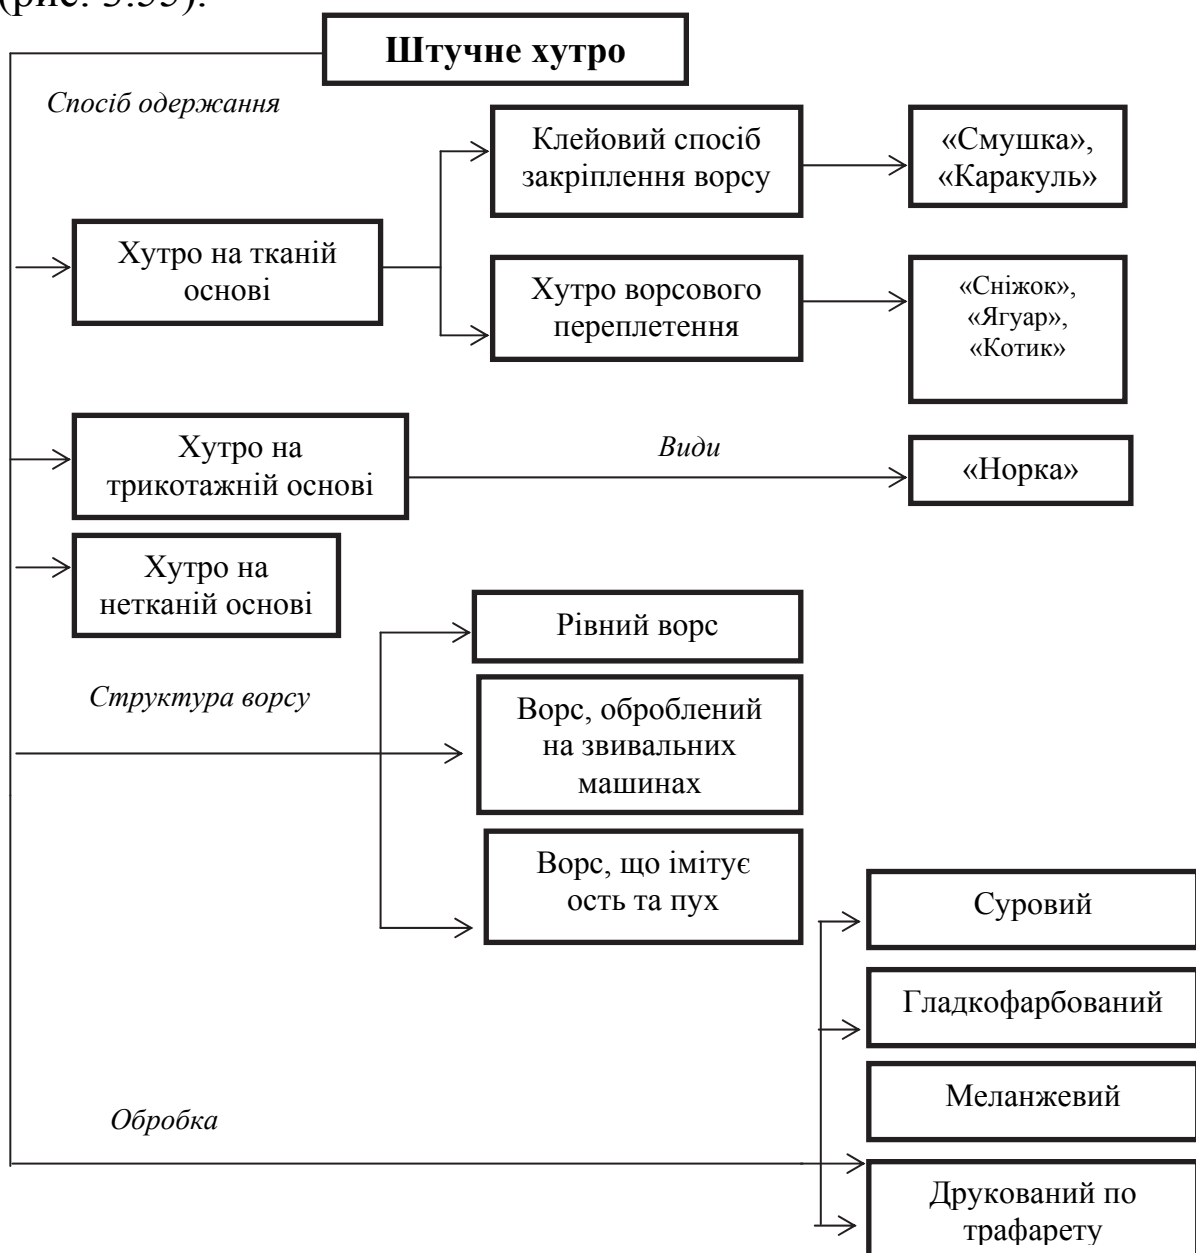 (рис. 3.55).
Штучне хутро
Спосіб одержання
Клейовий спосіб
закріплення ворсу
«Смушка»,
«Каракуль»
Хутро на тканій
основі
Хутро ворсового
переплетення
«Сніжок»,
«Ягуар»,
«Котик»
Хутро на
трикотажній основі
Види
«Норка»
Хутро на
нетканій основі
Рівний ворс
Структура ворсу
Ворс, оброблений
на звивальних
машинах
Ворс, що імітує
ость та пух
Суровий
Гладкофарбований
Меланжевий
Обробка
Друкований по
трафарету